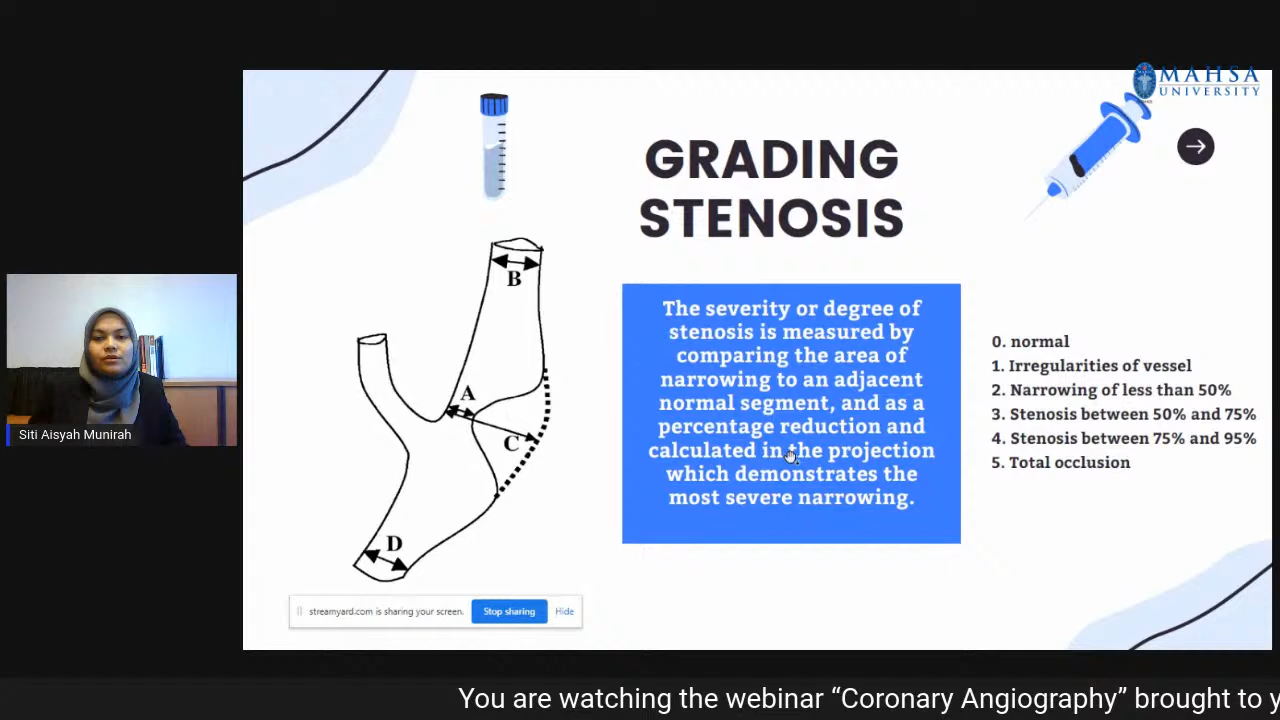 MAHSA
UNIVERSITY
GRADING
STENOSIS
B
A
C
D
The severity or degree of
stenosis is measured by
comparing the area of
narrowing to an adjacent
normal segment, and as a
percentage reduction and
calculated in the projection
which demonstrates the
most severe narrowing.
0. normal
1. Irregularities of vessel
2. Narrowing of less than 50%
3. Stenosis between 50% and 75%
4. Stenosis between 75% and 95%
5. Total occlusion
Siti Aisyah Munirah
streamyard.com is sharing your screen. Stop sharing Hide
You are watching the webinar “Coronary Angiography” brought to y